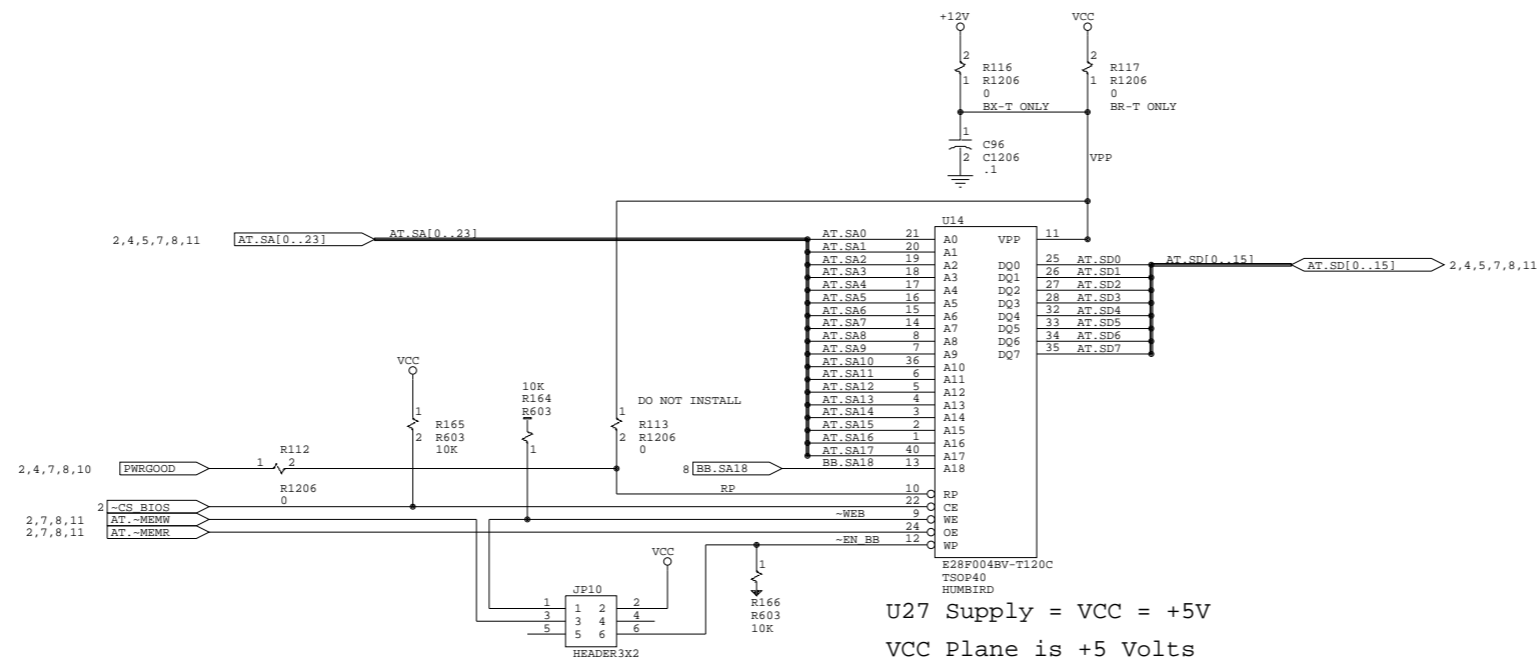 +12V
VCC
2
R116
1
R1206
0
BX-T ONLY
2
R117
1
R1206
0
BR-T ONLY
1
C96
2
C1206
.1
VPP
2,4,5,7,8,11
AT.SA[0..23]
AT.SA[0..23]
U14
AT.SA0 21 A0 VPP 11
AT.SA1 20 A1
AT.SA2 19 A2 DQ0 25 AT.SD0
AT.SA3 18 A3 DQ1 26 AT.SD1
AT.SA4 17 A4 DQ2 27 AT.SD2
AT.SA5 16 A5 DQ3 28 AT.SD3
AT.SA6 15 A6 DQ4 32 AT.SD4
AT.SA7 14 A7 DQ5 33 AT.SD5
AT.SA8 8 A8 DQ6 34 AT.SD6
AT.SA9 7 A9 DQ7 35 AT.SD7
AT.SA10 36 A10
AT.SA11 6 A11
AT.SA12 5 A12
AT.SA13 4 A13
AT.SA14 3 A14
AT.SA15 2 A15
AT.SA16 1 A16
AT.SA17 40 A17
8 BB.SA18 BB.SA18 13 A18
AT.SD[0..15]
AT.SD[0..15] 2,4,5,7,8,11
VCC
1
R165
2
R603
10K
10K
R164
R603
1
DO NOT INSTALL
1
R113
2
R1206
0
R112
2,4,7,8,10 PWRGOOD 1 2
R1206
0
RP 10 RP
2 ~CS_BIOS 22 CE
2,7,8,11 AT.~MEMW ~WEB 9 WE
2,7,8,11 AT.~MEMR 24 OE
~EN_BB 12 WP
E28F004BV-T120C
TSOP40
HUMBIRD
VCC
JP10
1 1 2 2
3 3 4 4
5 5 6 6
HEADER3X2
1
R166
R603
10K
U27 Supply = VCC = +5V
VCC Plane is +5 Volts